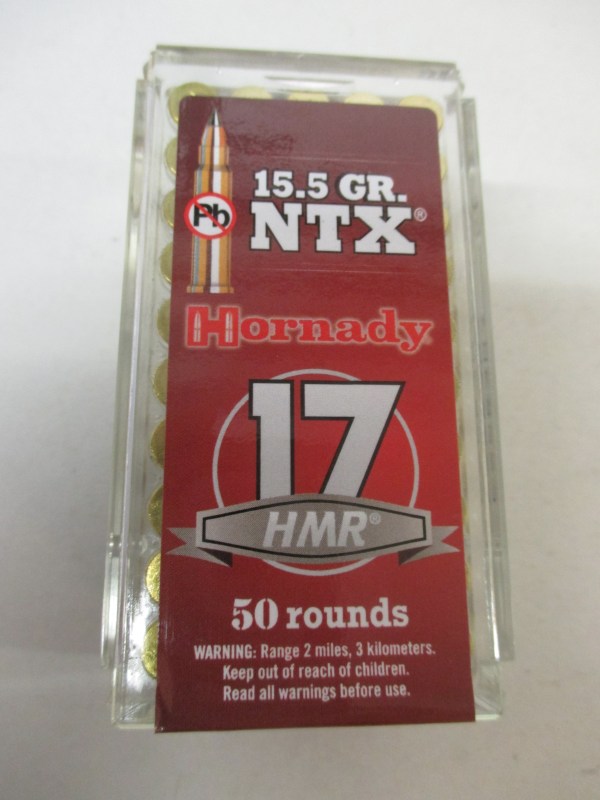 15.5 GR.
Pb
NTX®
Hornady®
17
HMR®
50 rounds
WARNING: Range 2 miles, 3 kilometers.
Keep out of reach of children.
Read all warnings before use.